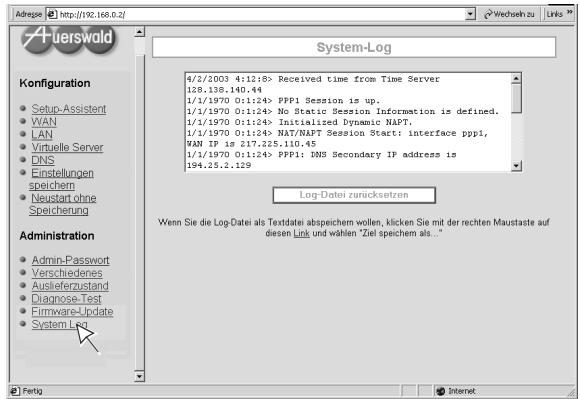 Adresse http://192.168.0.2/ Wechseln zu Links »
Auerswald
Konfiguration
Setup-Assistent
WAN
LAN
Virtuelle Server
DNS
Einstellungen
speichern
Neustart ohne
Speicherung
Administration
Admin-Passwort
Verschiedenes
Auslieferzustand
Diagnose-Test
Firmware-Update
System Log
System-Log
4/2/2003 4:12:8> Received time from Time Server
128.138.140.44
1/1/1970 0:1:24> PPP1 Session is up.
1/1/1970 0:1:24> No Static Session Information is defined.
1/1/1970 0:1:24> Initialized Dynamic NAPT.
1/1/1970 0:1:24> NAT/NAPT Session Start: interface ppp1,
WAN IP is 217.225.110.45
1/1/1970 0:1:24> PPP1: DNS Secondary IP address is
194.25.2.129
Log-Datei zurücksetzen
Wenn Sie die Log-Datei als Textdatei abspeichern wollen, klicken Sie mit der rechten Maustaste auf
diesen Link und wählen "Ziel speichern als..."
Fertig
Internet